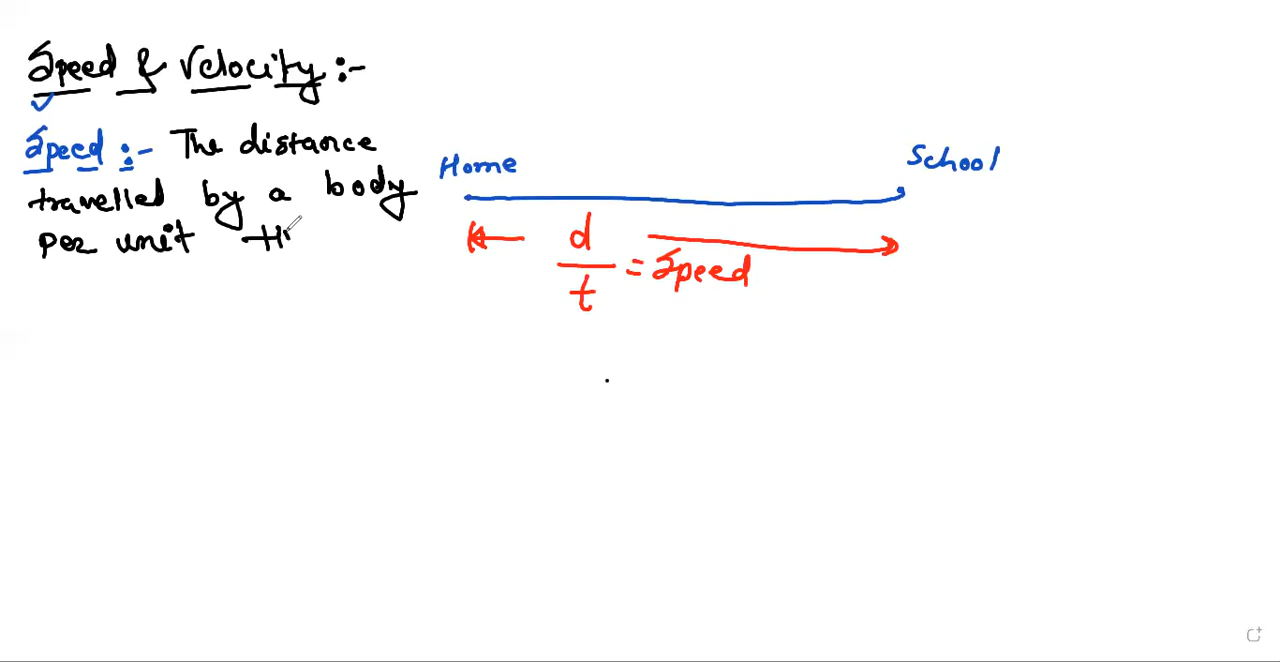 Speed & Velocity :-
Speed :- The distance
travelled by a body
per unit
Home
School
d
t
= Speed